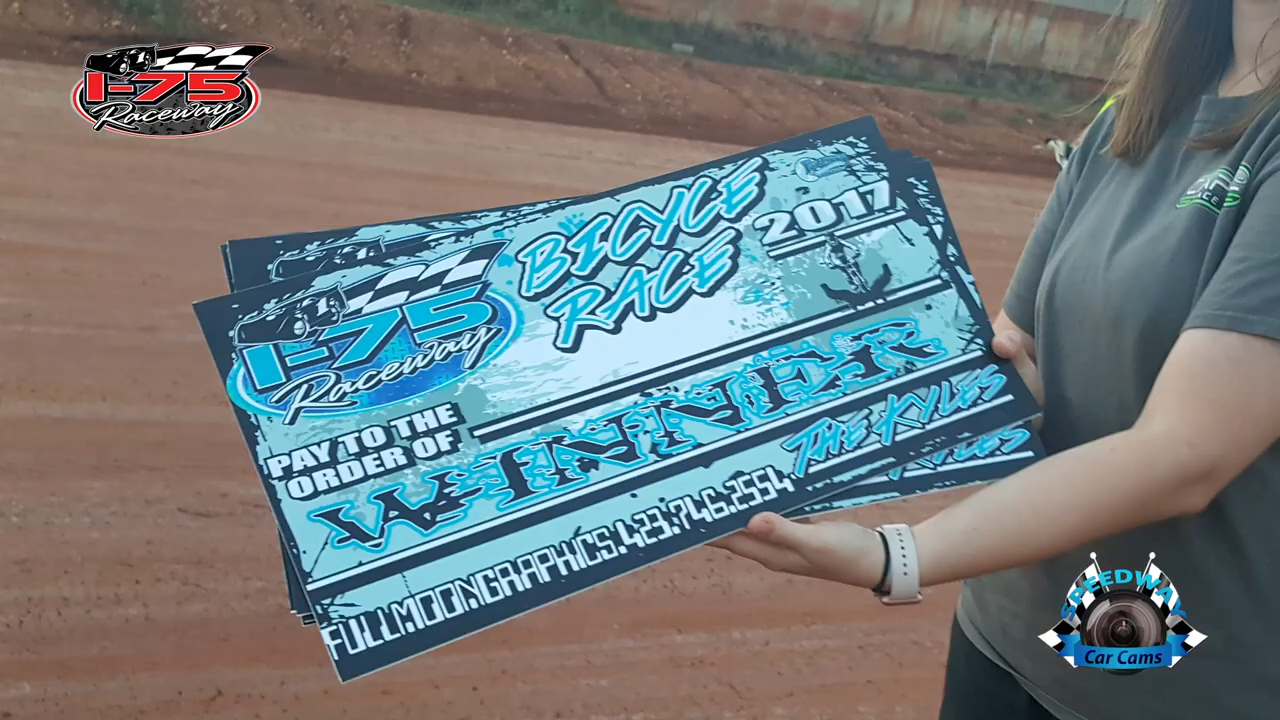 I-75
Raceway
BICYCLE
RACE
2017
I-75
Raceway
PAY TO THE
ORDER OF
WINNER
THE KYLES
FULLMOONGRAPHICS.423.746.2554
KYLES
SPEEDWAY
Car Cams